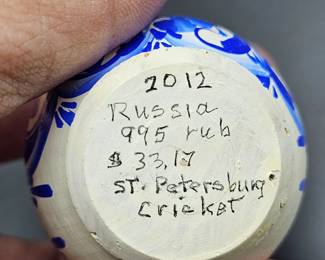 2012
Russia
995 rub
$ 33.17
St. Petersburg
Cricket